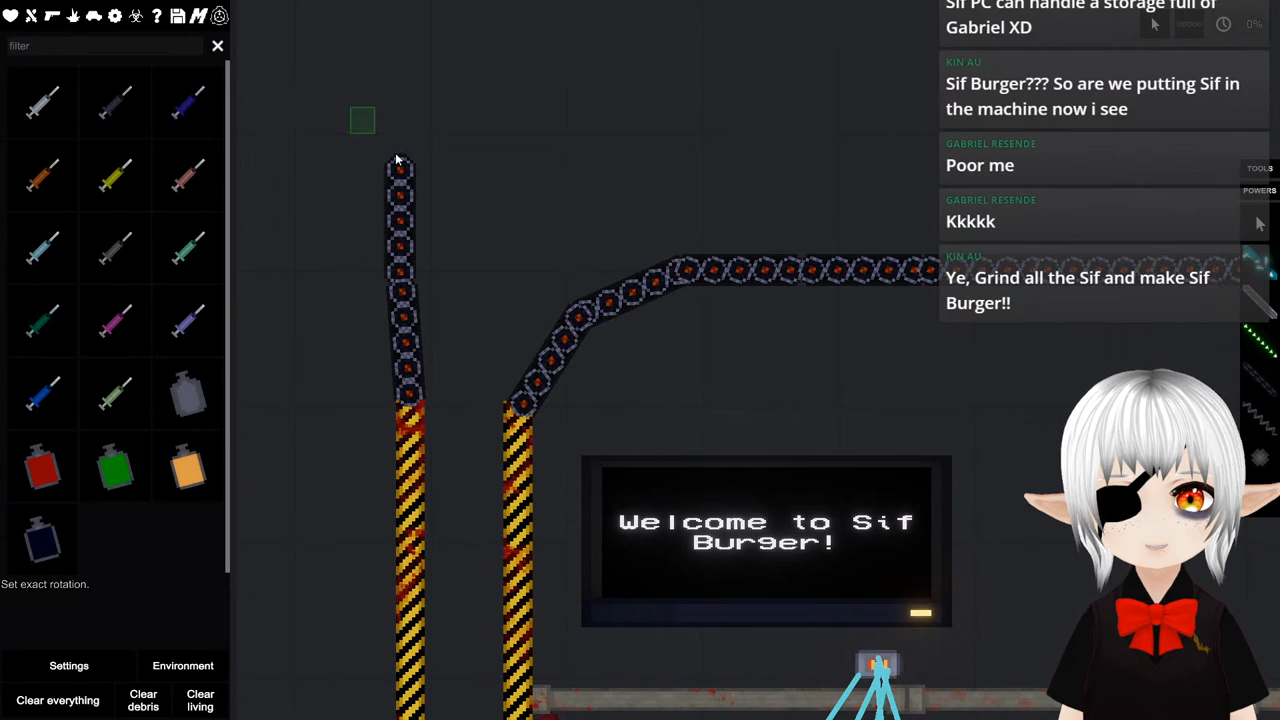 filter
Set exact rotation.
Settings
Environment
Clear everything
Clear debris
Clear living
Welcome to Sif
Burger!
Sif PC can handle a storage full of
Gabriel XD
0%
KIN AU
Sif Burger??? So are we putting Sif in
the machine now i see
GABRIEL RESENDE
Poor me
GABRIEL RESENDE
Kkkkk
KIN AU
Ye, Grind all the Sif and make Sif
Burger!!
TOOLS
POWERS